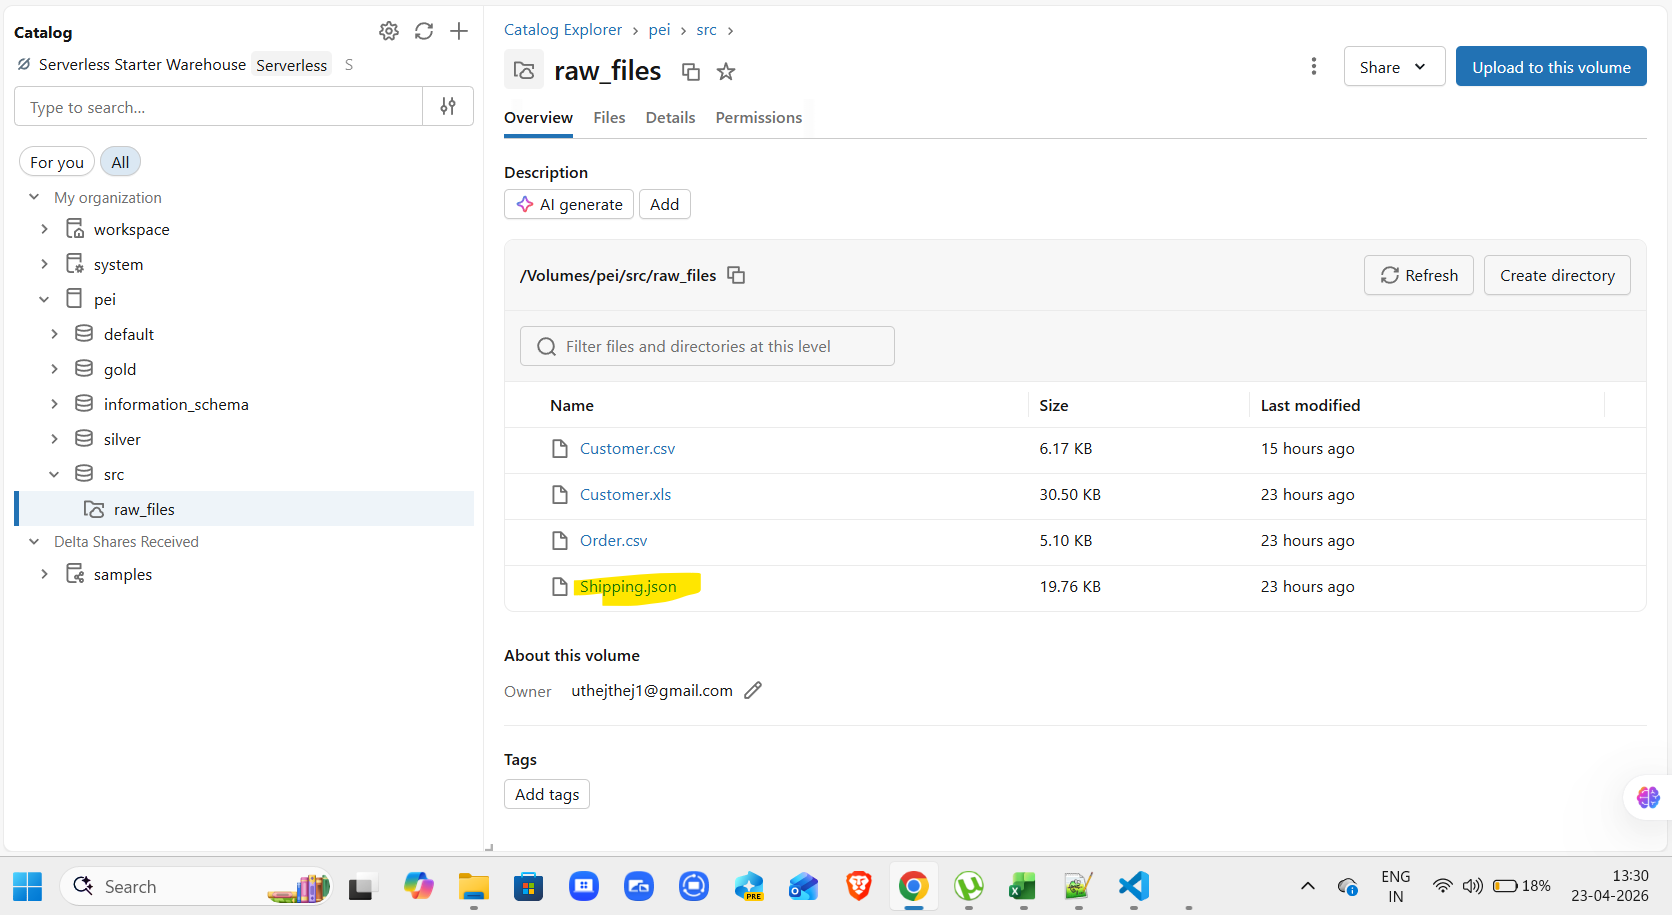 Catalog
Serverless Starter Warehouse Serverless S
Type to search...
For you All
My organization
workspace
system
pei
default
gold
information_schema
silver
src
raw_files
Delta Shares Received
samples
Catalog Explorer › pei › src ›
raw_files
Share
Upload to this volume
Overview Files Details Permissions
Description
AI generate Add
/Volumes/pei/src/raw_files
Refresh Create directory
Filter files and directories at this level
Name Size Last modified
Customer.csv 6.17 KB 15 hours ago
Customer.xls 30.50 KB 23 hours ago
Order.csv 5.10 KB 23 hours ago
Shipping.json 19.76 KB 23 hours ago
About this volume
Owner uthejthej1@gmail.com
Tags
Add tags
Search
PRE
ENG
IN
18%
13:30
23-04-2026